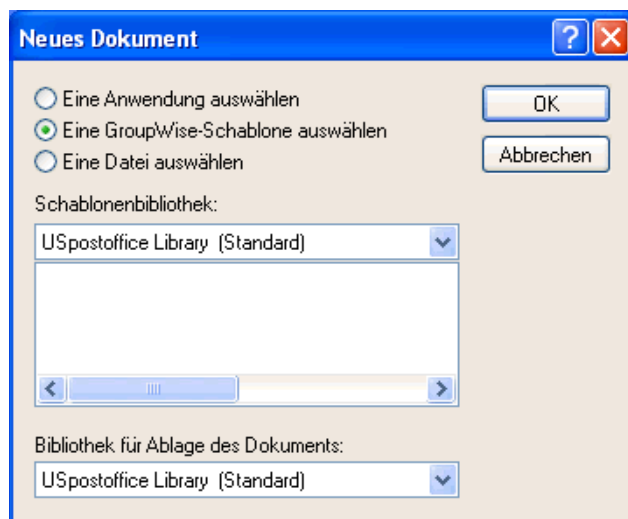 Neues Dokument
Eine Anwendung auswählen
OK
Eine GroupWise-Schablone auswählen
Eine Datei auswählen
Abbrechen
Schablonenbibliothek:
USpostoffice Library (Standard)
Bibliothek für Ablage des Dokuments:
USpostoffice Library (Standard)